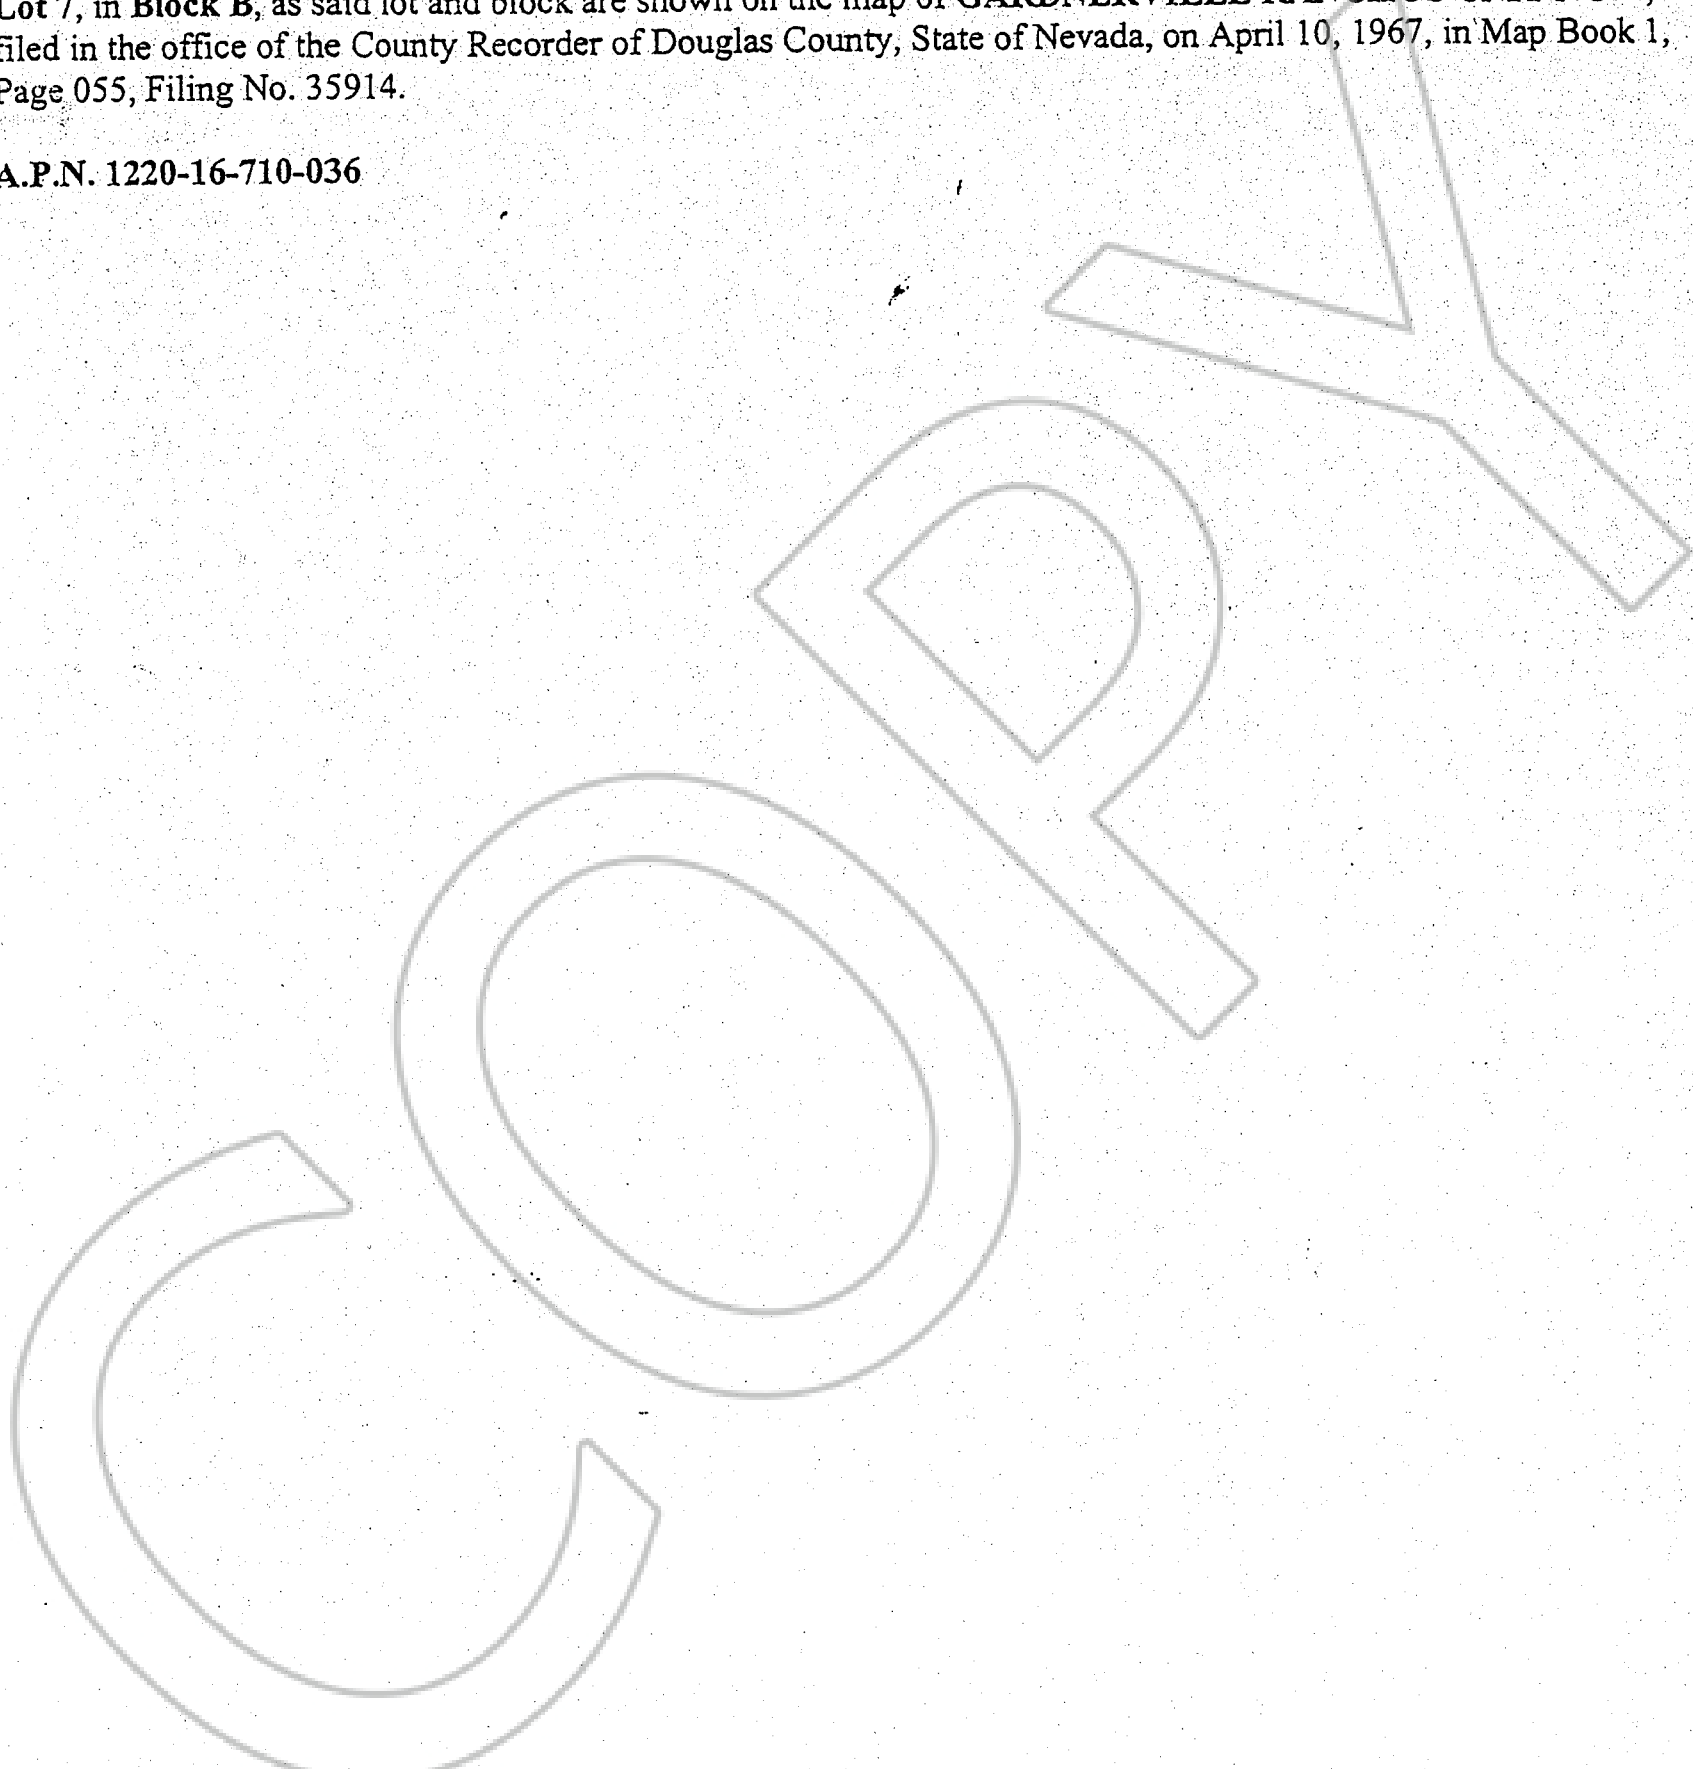 Lot 7, in Block B, as said lot and block are shown on the map of GARDNERVILLE
filed in the office of the County Recorder of Douglas County, State of Nevada, on April 10, 1967, in Map Book 1,
Page 055, Filing No. 35914.
A.P.N. 1220-16-710-036
COPY